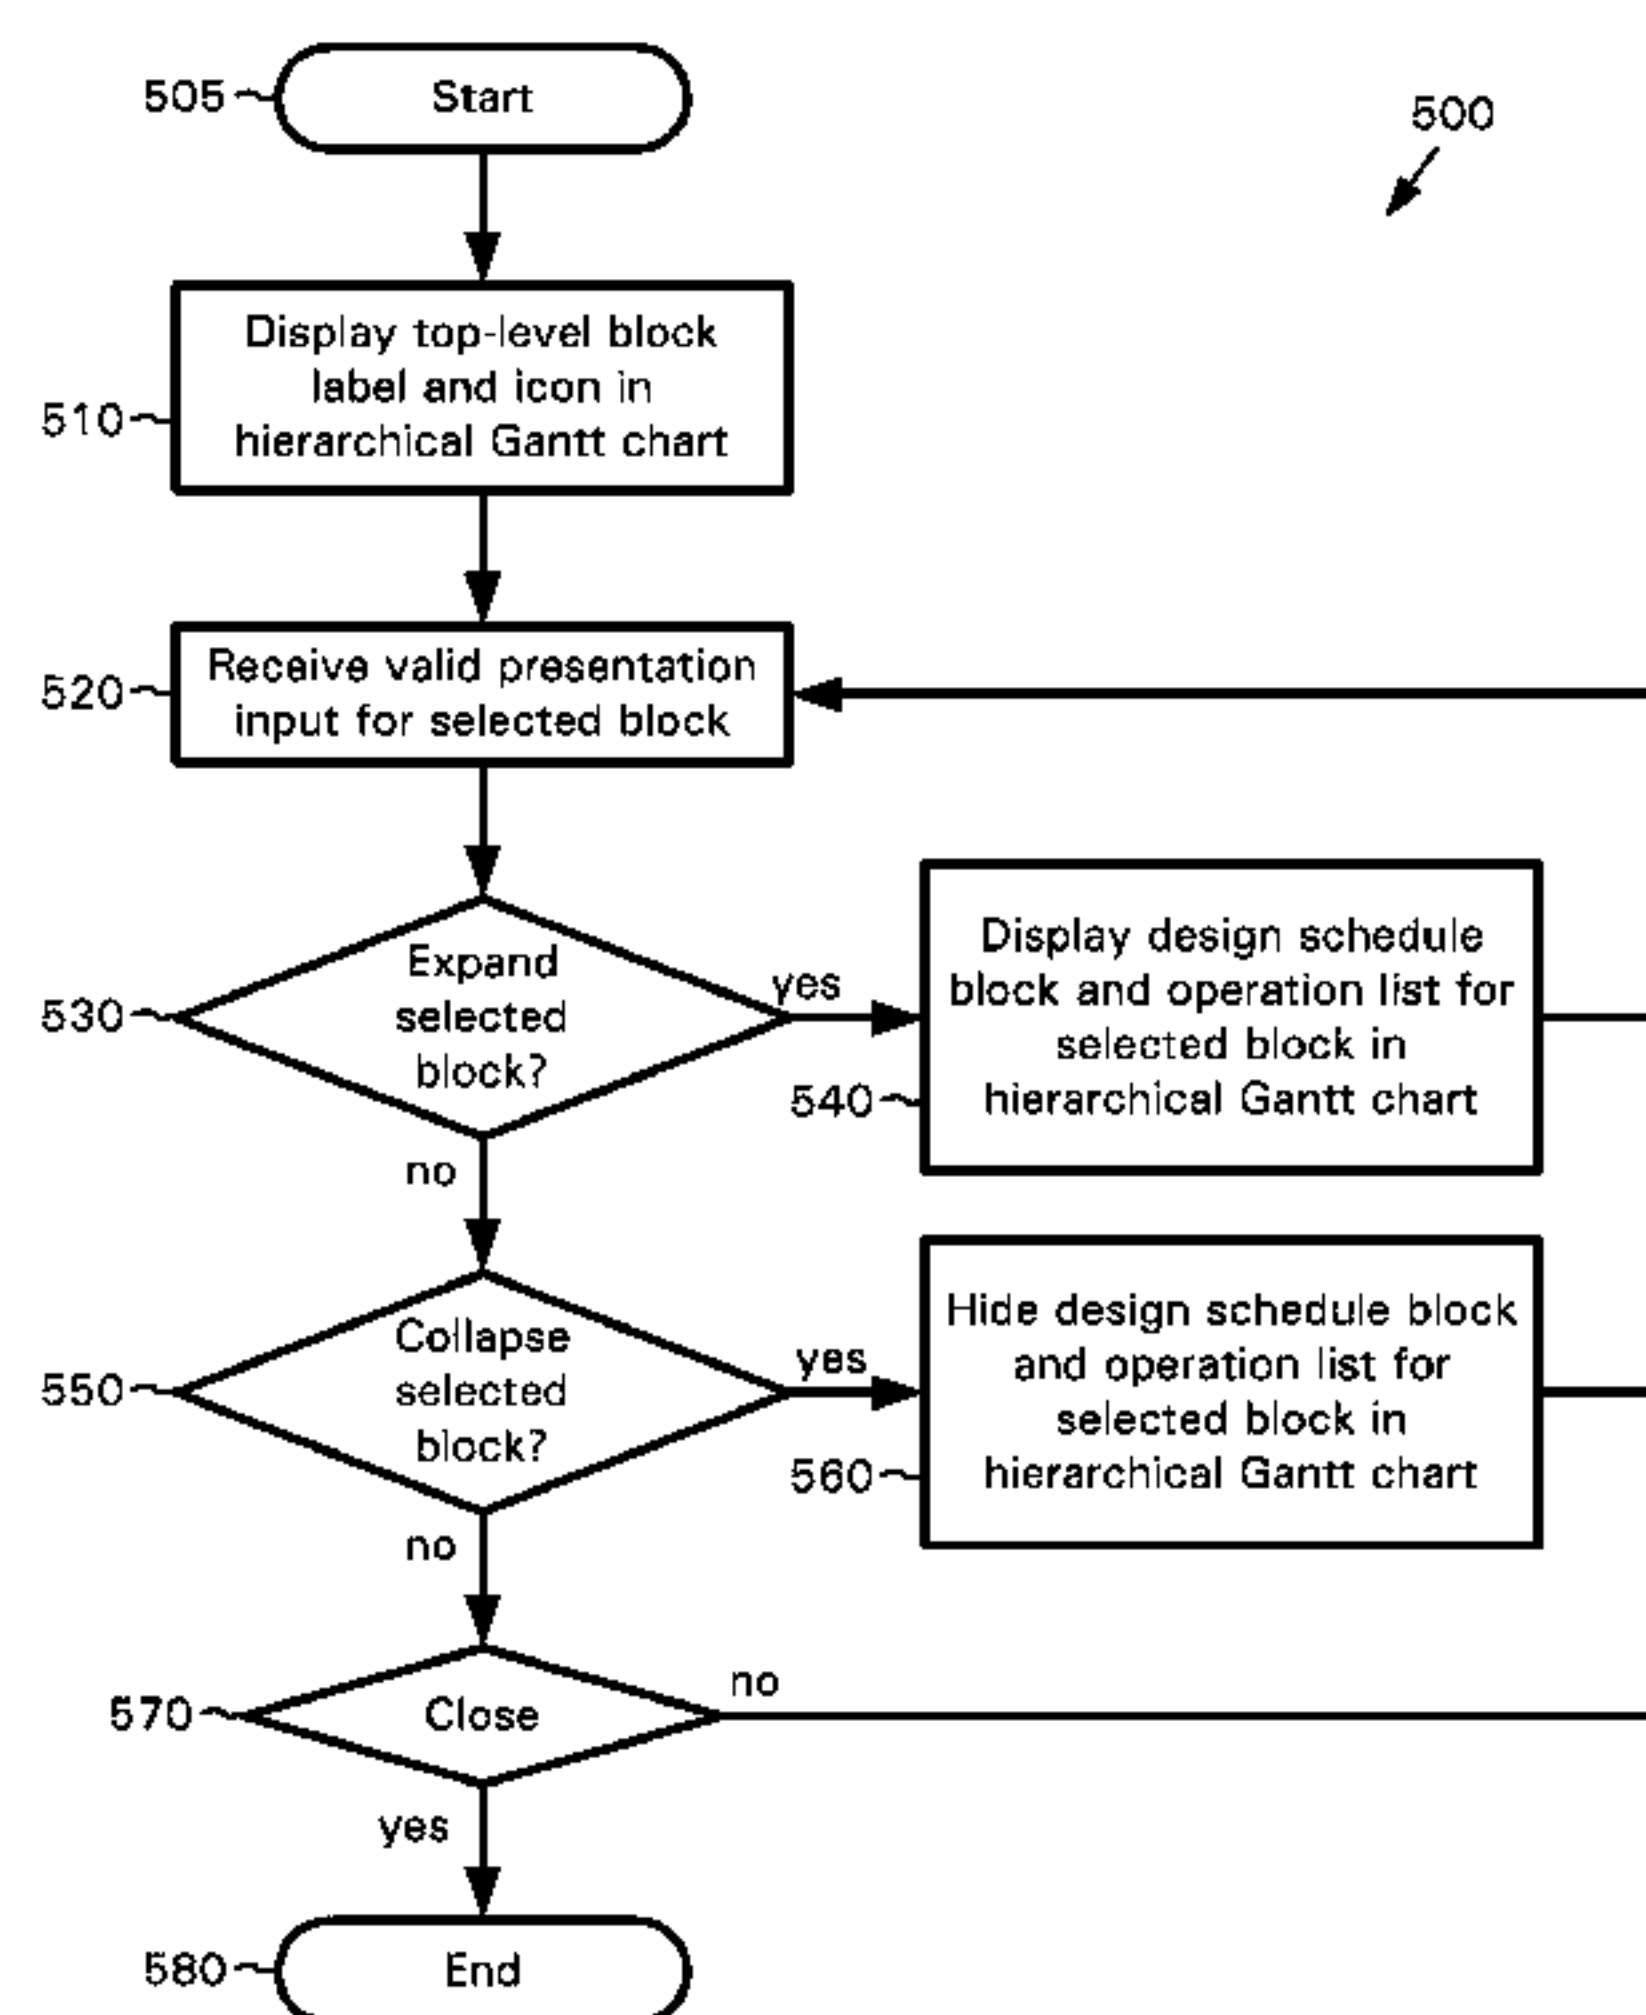 505
Start
500
510
Display top-level block
label and icon in
hierarchical Gantt chart
520
Receive valid presentation
input for selected block
530
Expand
selected
block?
yes
no
540
Display design schedule
block and operation list for
selected block in
hierarchical Gantt chart
550
Collapse
selected
block?
yes
no
560
Hide design schedule block
and operation list for
selected block in
hierarchical Gantt chart
570
Close
no
yes
580
End